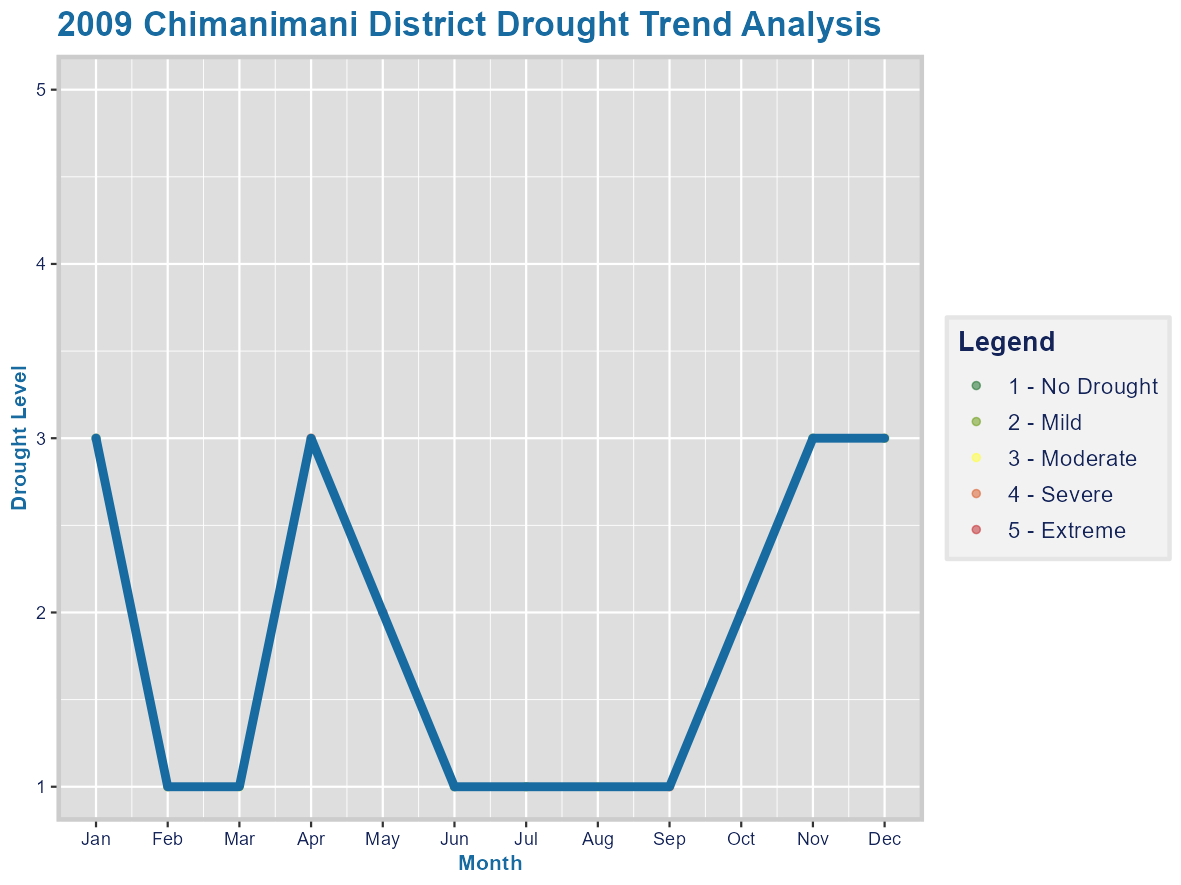 2009 Chimanimani District Drought Trend Analysis
5
4
3
2
1
Drought Level
Jan Feb Mar Apr May Jun Jul Aug Sep Oct Nov Dec
Month
Legend
1 - No Drought
2 - Mild
3 - Moderate
4 - Severe
5 - Extreme